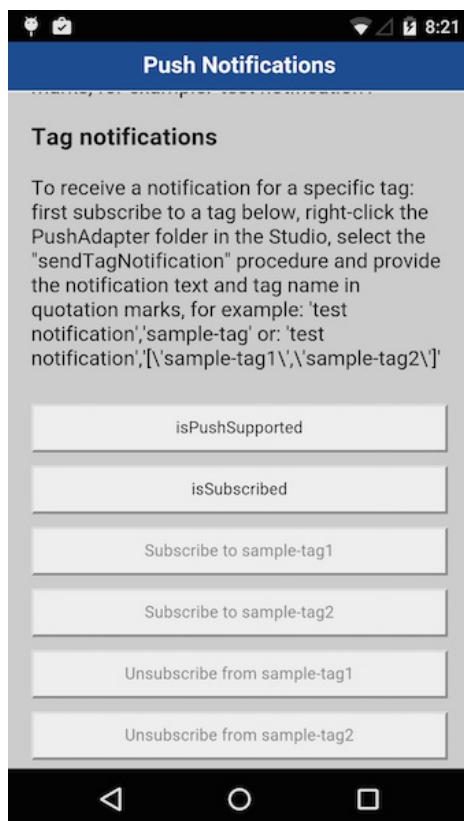 8:21
Push Notifications
Tag notifications
To receive a notification for a specific tag:
first subscribe to a tag below, right-click the
PushAdapter folder in the Studio, select the
"sendTagNotification" procedure and provide
the notification text and tag name in
quotation marks, for example: 'test
notification','sample-tag' or: 'test
notification','[\'sample-tag1\',\'sample-tag2\']'
isPushSupported
isSubscribed
Subscribe to sample-tag1
Subscribe to sample-tag2
Unsubscribe from sample-tag1
Unsubscribe from sample-tag2